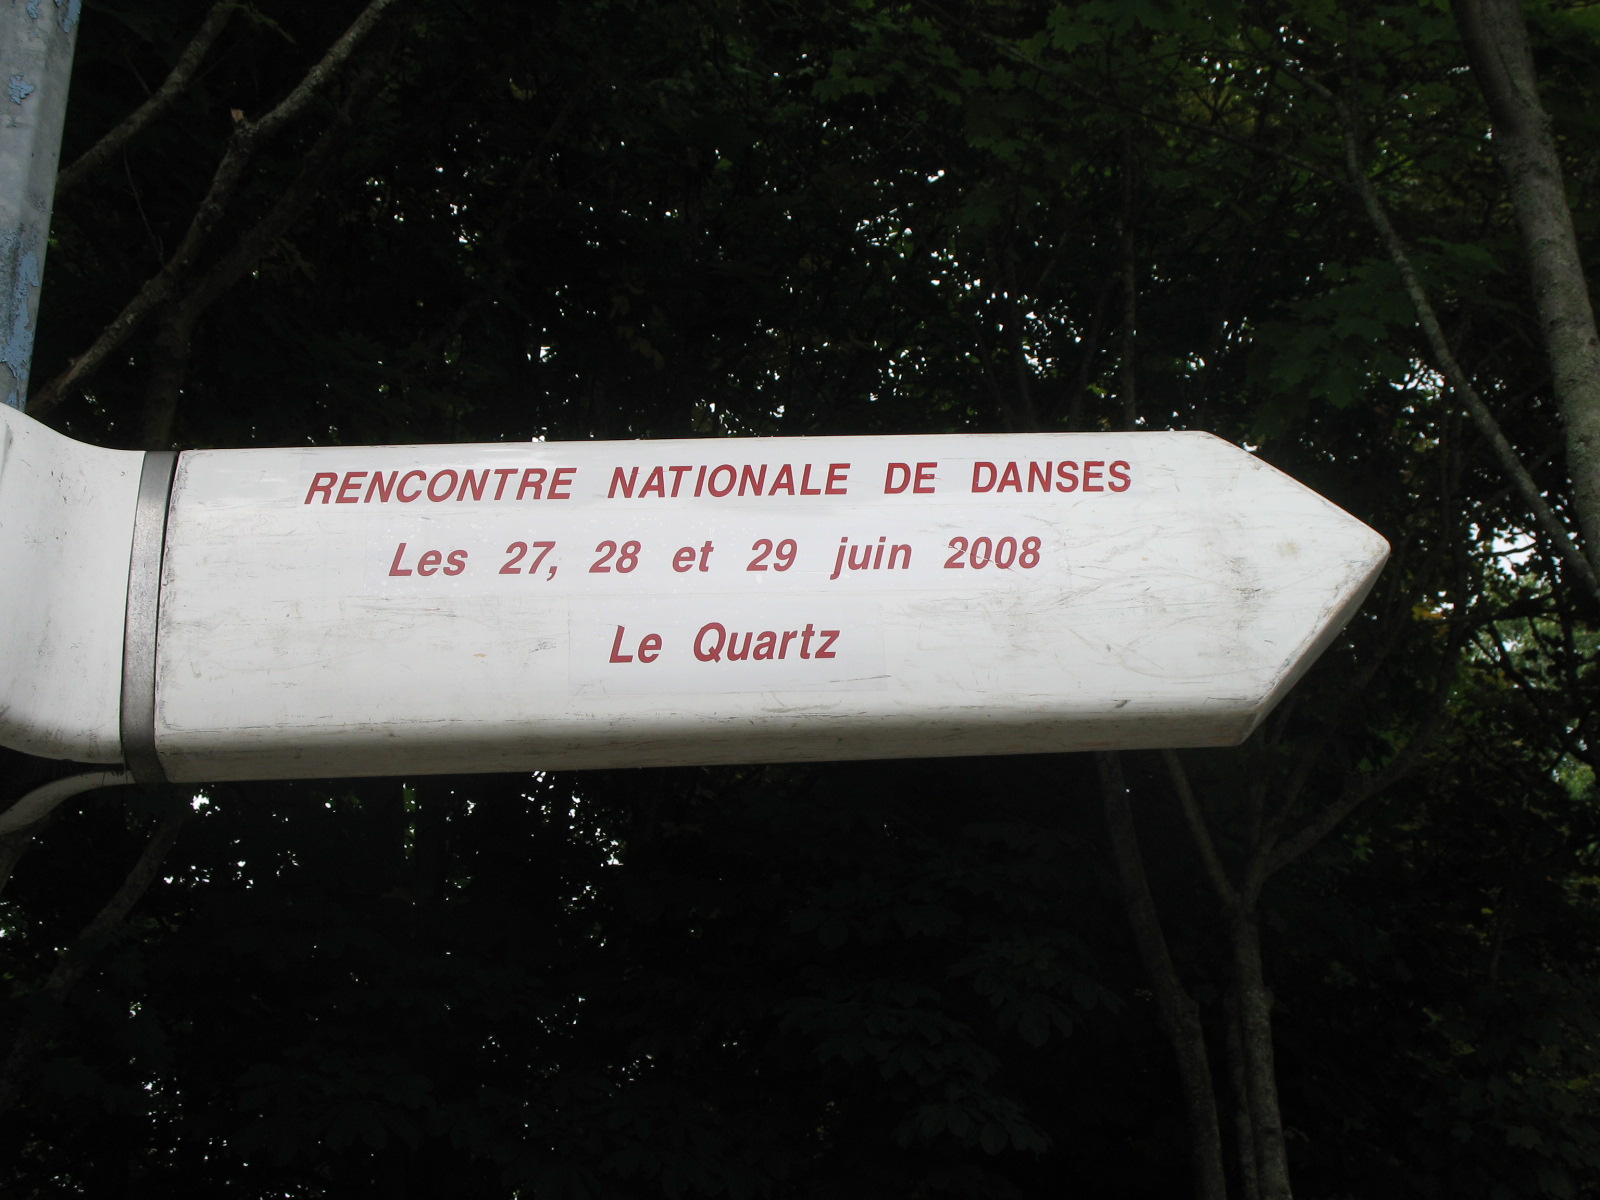 RENCONTRE NATIONALE DE DANSES
Les 27, 28 et 29 juin 2008
Le Quartz